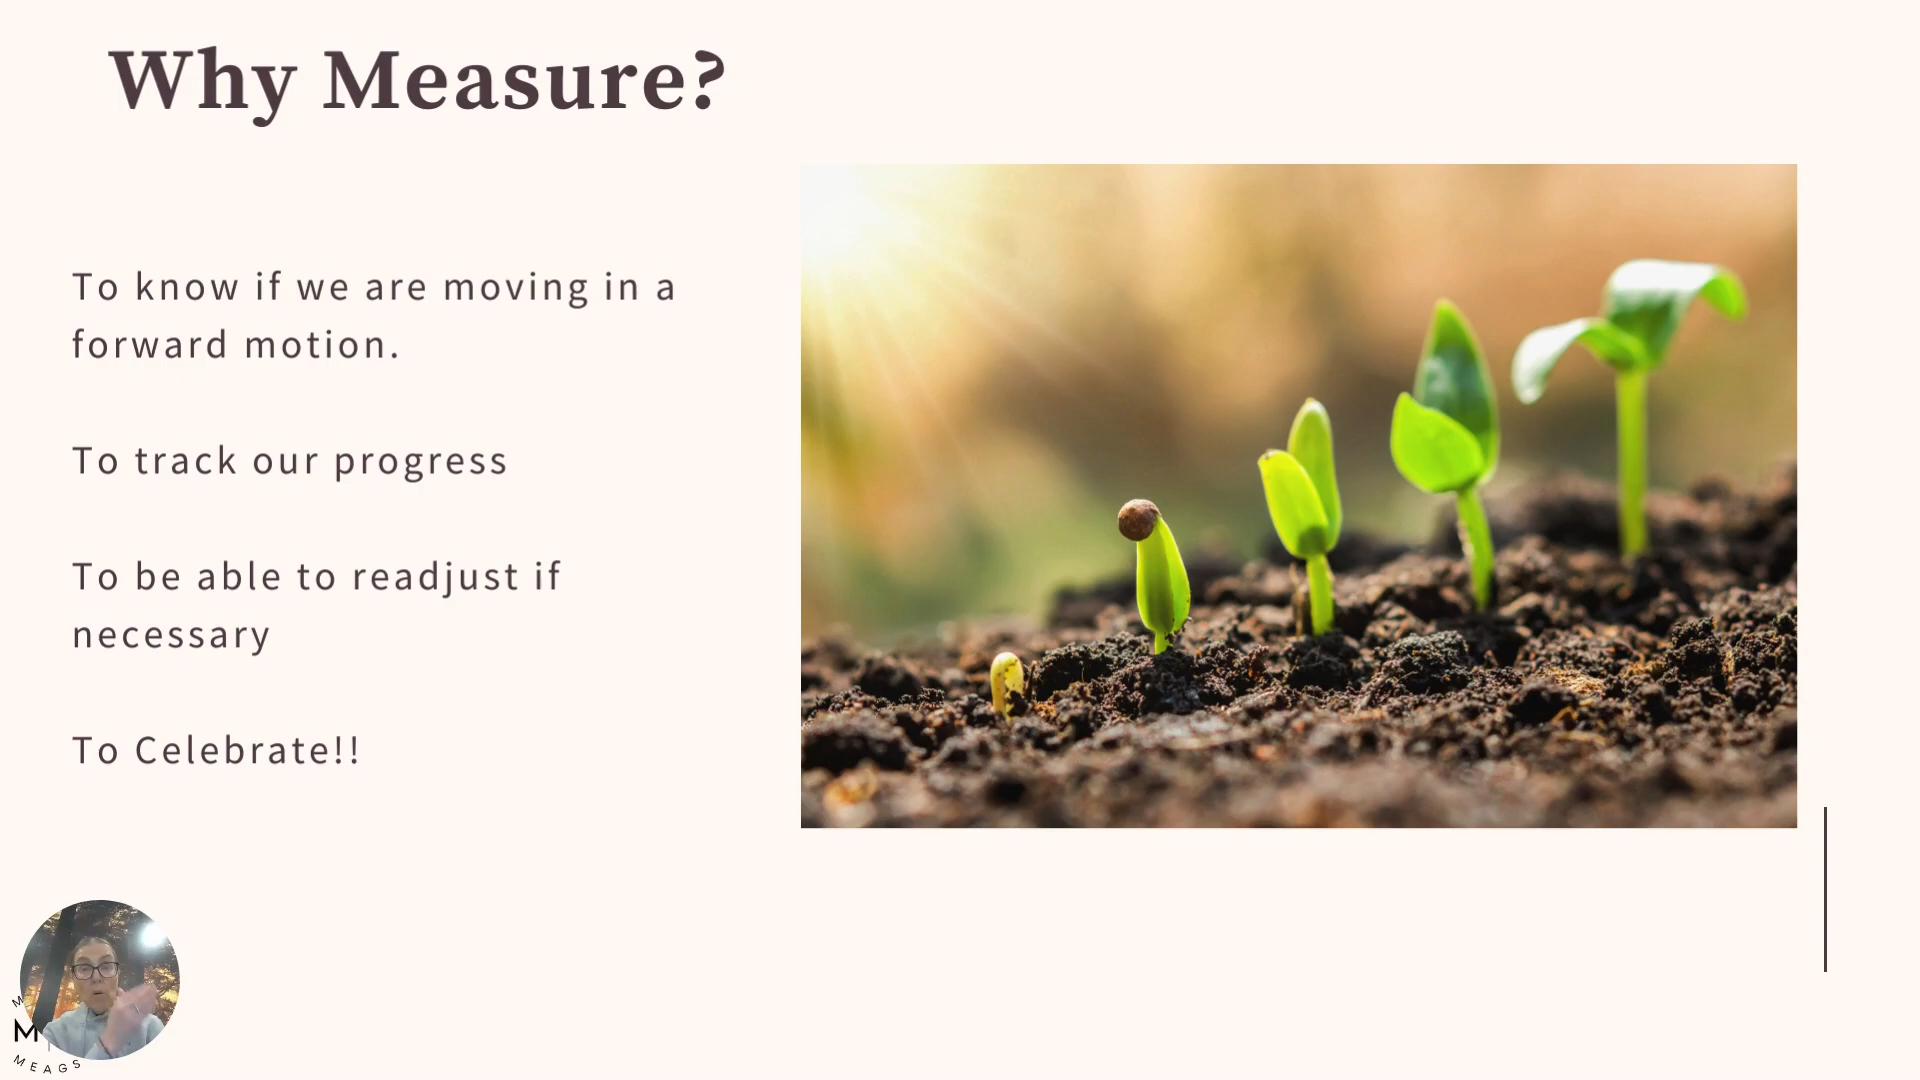 Why Measure?
To know if we are moving in a
forward motion.
To track our progress
To be able to readjust if
necessary
To Celebrate!!
MEAGS